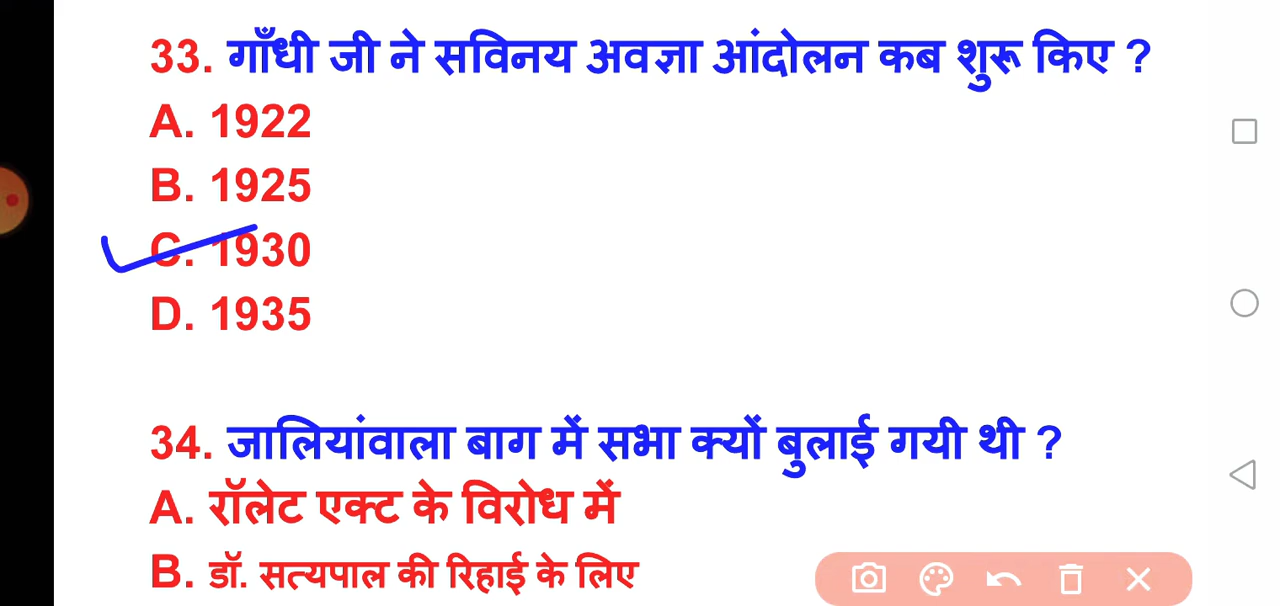 33. गाँधी जी ने सविनय अवज्ञा आंदोलन कब शुरू किए ?
A. 1922
B. 1925
C. 1930
D. 1935
34. जालियांवाला बाग में सभा क्यों बुलाई गयी थी ?
A. रॉलेट एक्ट के विरोध में
B. डॉ. सत्यपाल की रिहाई के लिए